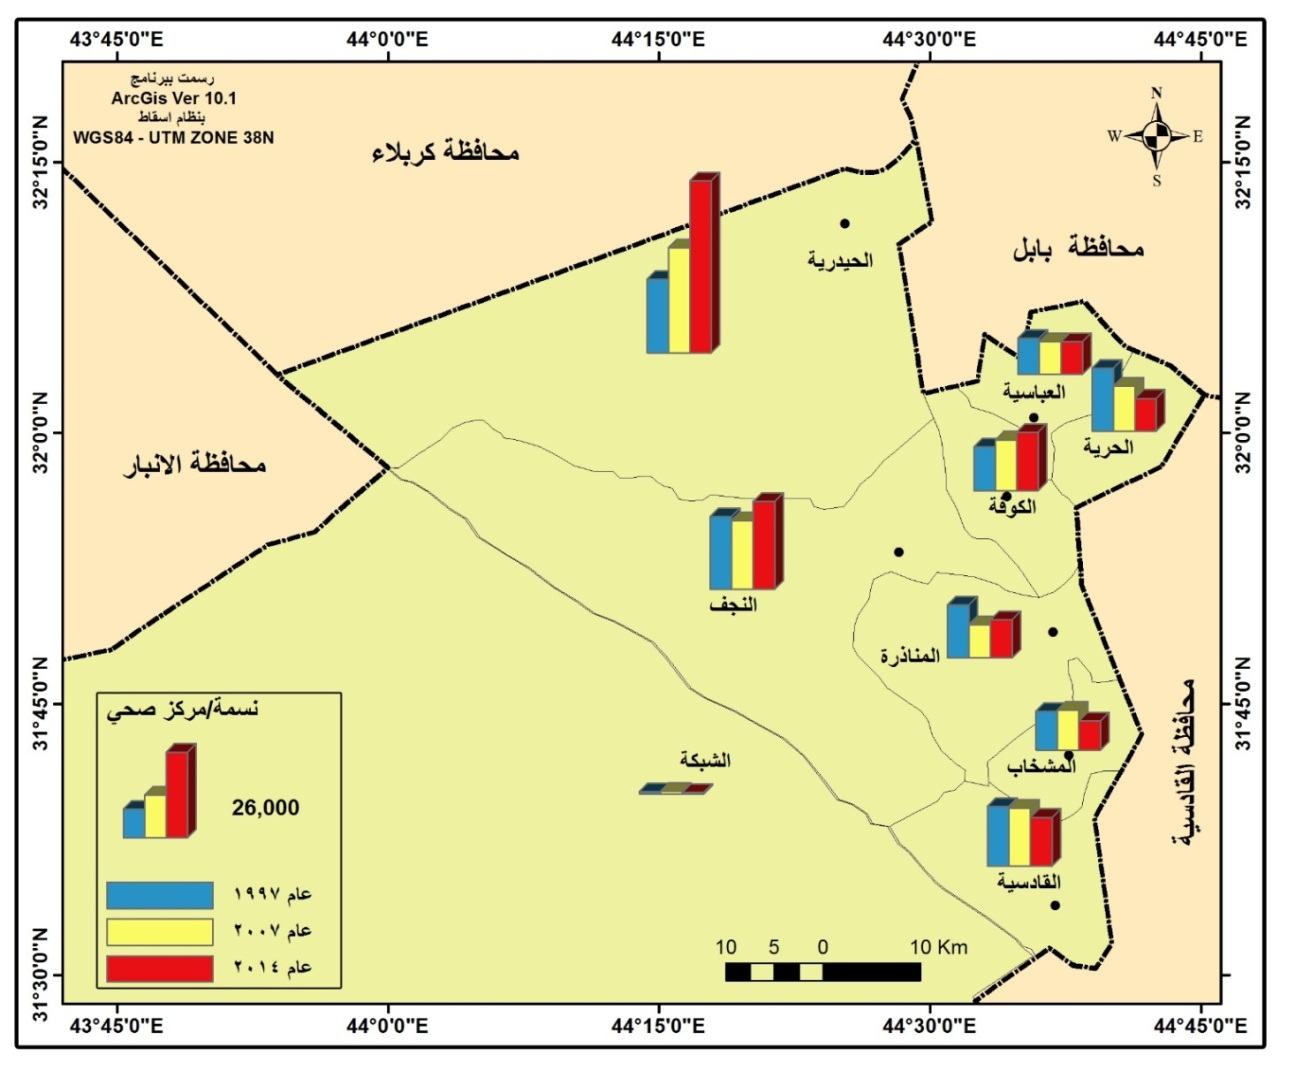 43°45'0"E 44°0'0"E 44°15'0"E 44°30'0"E 44°45'0"E
رسمت ببرنامج
ArcGis Ver 10.1
بنظام اسقاط
WGS84 - UTM ZONE 38N
N
W E
S
32°15'0"N 32°15'0"N
محافظة كربلاء
محافظة بابل
الحيدرية
العباسية
الحرية
32°0'0"N 32°0'0"N
محافظة الانبار
الكوفة
النجف
المناذرة
31°45'0"N 31°45'0"N
محافظة القادسية
المشخاب
الشبكة
القادسية
نسمة/مركز صحي
26,000
عام ١٩٩٧
عام ٢٠٠٧
عام ٢٠١٤
10 5 0 10 Km
31°30'0"N
43°45'0"E 44°0'0"E 44°15'0"E 44°30'0"E 44°45'0"E